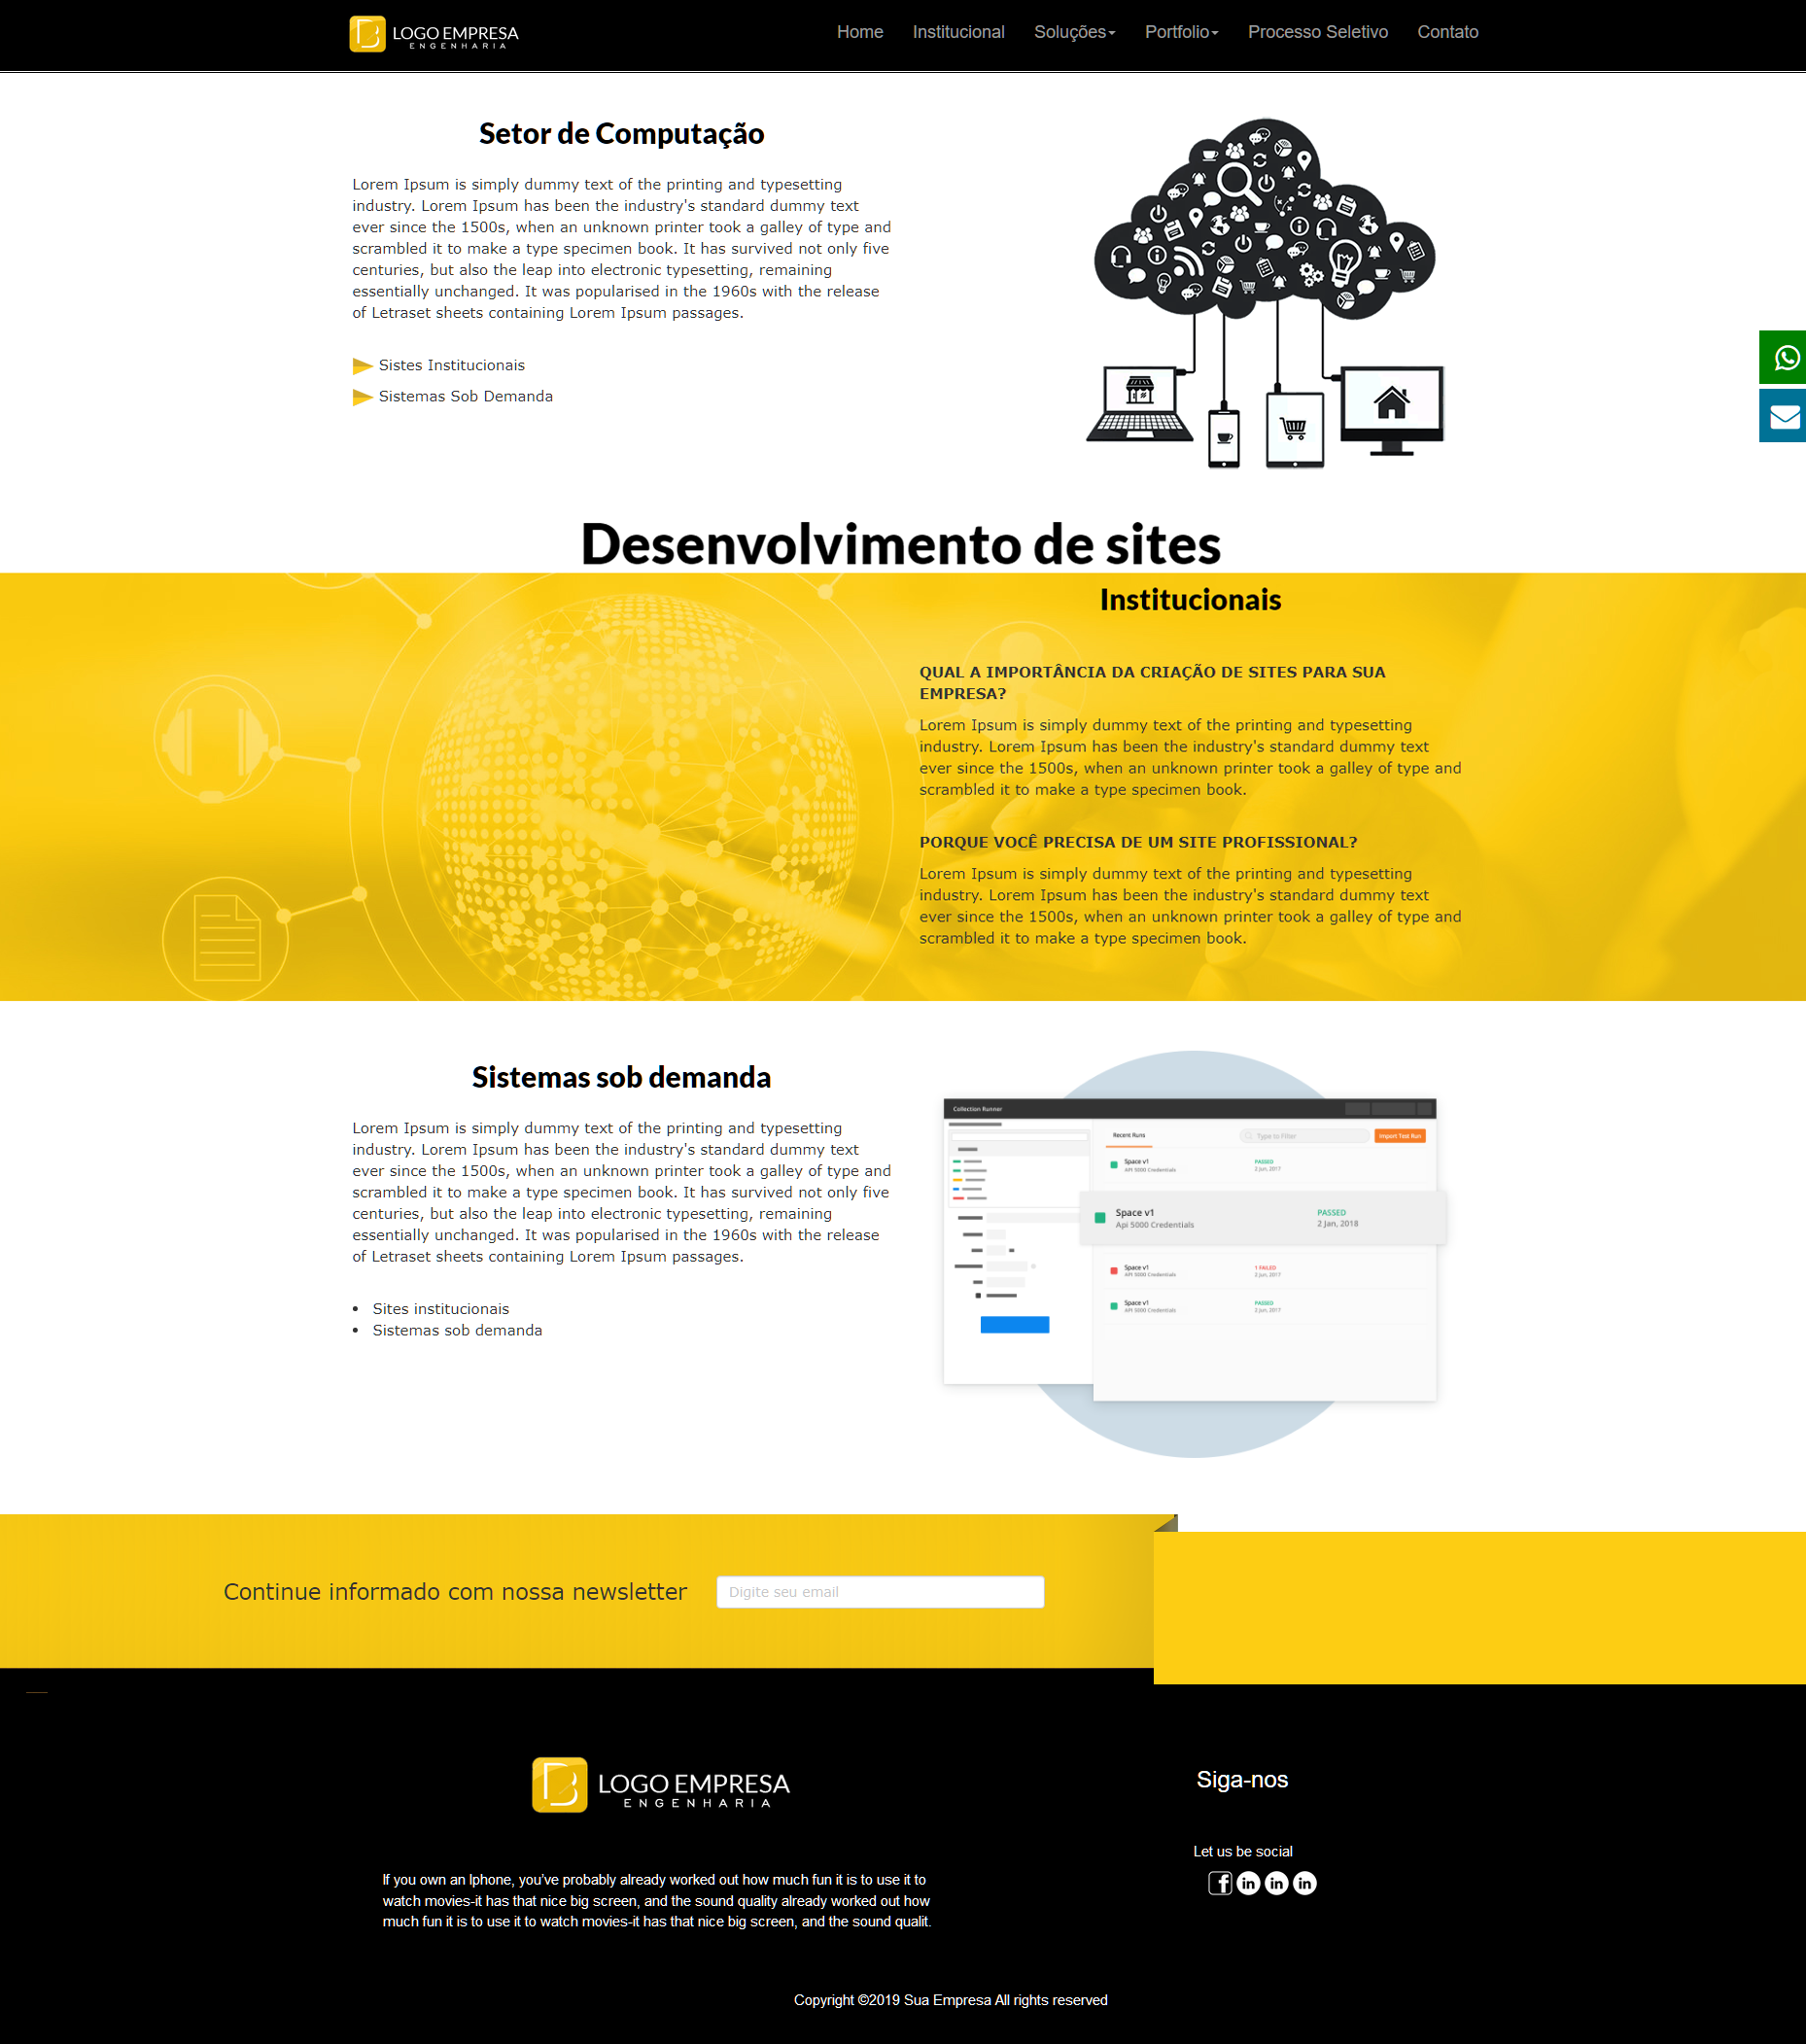 LOGO EMPRESA
ENGENHARIA
Home Institucional Soluções Portfolio Processo Seletivo Contato
Setor de Computação
Lorem Ipsum is simply dummy text of the printing and typesetting
industry. Lorem Ipsum has been the industry's standard dummy text
ever since the 1500s, when an unknown printer took a galley of type and
scrambled it to make a type specimen book. It has survived not only five
centuries, but also the leap into electronic typesetting, remaining
essentially unchanged. It was popularised in the 1960s with the release
of Letraset sheets containing Lorem Ipsum passages.
Sistes Institucionais
Sistemas Sob Demanda
Desenvolvimento de sites
Institucionais
QUAL A IMPORTÂNCIA DA CRIAÇÃO DE SITES PARA SUA
EMPRESA?
Lorem Ipsum is simply dummy text of the printing and typesetting
industry. Lorem Ipsum has been the industry's standard dummy text
ever since the 1500s, when an unknown printer took a galley of type and
scrambled it to make a type specimen book.
PORQUE VOCÊ PRECISA DE UM SITE PROFISSIONAL?
Lorem Ipsum is simply dummy text of the printing and typesetting
industry. Lorem Ipsum has been the industry's standard dummy text
ever since the 1500s, when an unknown printer took a galley of type and
scrambled it to make a type specimen book.
Sistemas sob demanda
Lorem Ipsum is simply dummy text of the printing and typesetting
industry. Lorem Ipsum has been the industry's standard dummy text
ever since the 1500s, when an unknown printer took a galley of type and
scrambled it to make a type specimen book. It has survived not only five
centuries, but also the leap into electronic typesetting, remaining
essentially unchanged. It was popularised in the 1960s with the release
of Letraset sheets containing Lorem Ipsum passages.
• Sites institucionais
• Sistemas sob demanda
Collection Runner
Recent Runs Type to Filter Import Test Run
Space v1 PASSED
API 5000 Credentials 2 Jun, 2017
Space v1 PASSED
Api 5000 Credentials 2 Jan, 2018
Space v1 1 FAILED
API 5000 Credentials 2 Jun, 2017
Space v1 PASSED
API 5000 Credentials 2 Jun, 2017
Continue informado com nossa newsletter Digite seu email
LOGO EMPRESA
ENGENHARIA
If you own an Iphone, you've probably already worked out how much fun it is to use it to
watch movies-it has that nice big screen, and the sound quality already worked out how
much fun it is to use it to watch movies-it has that nice big screen, and the sound qualit.
Siga-nos
Let us be social
Copyright ©2019 Sua Empresa All rights reserved